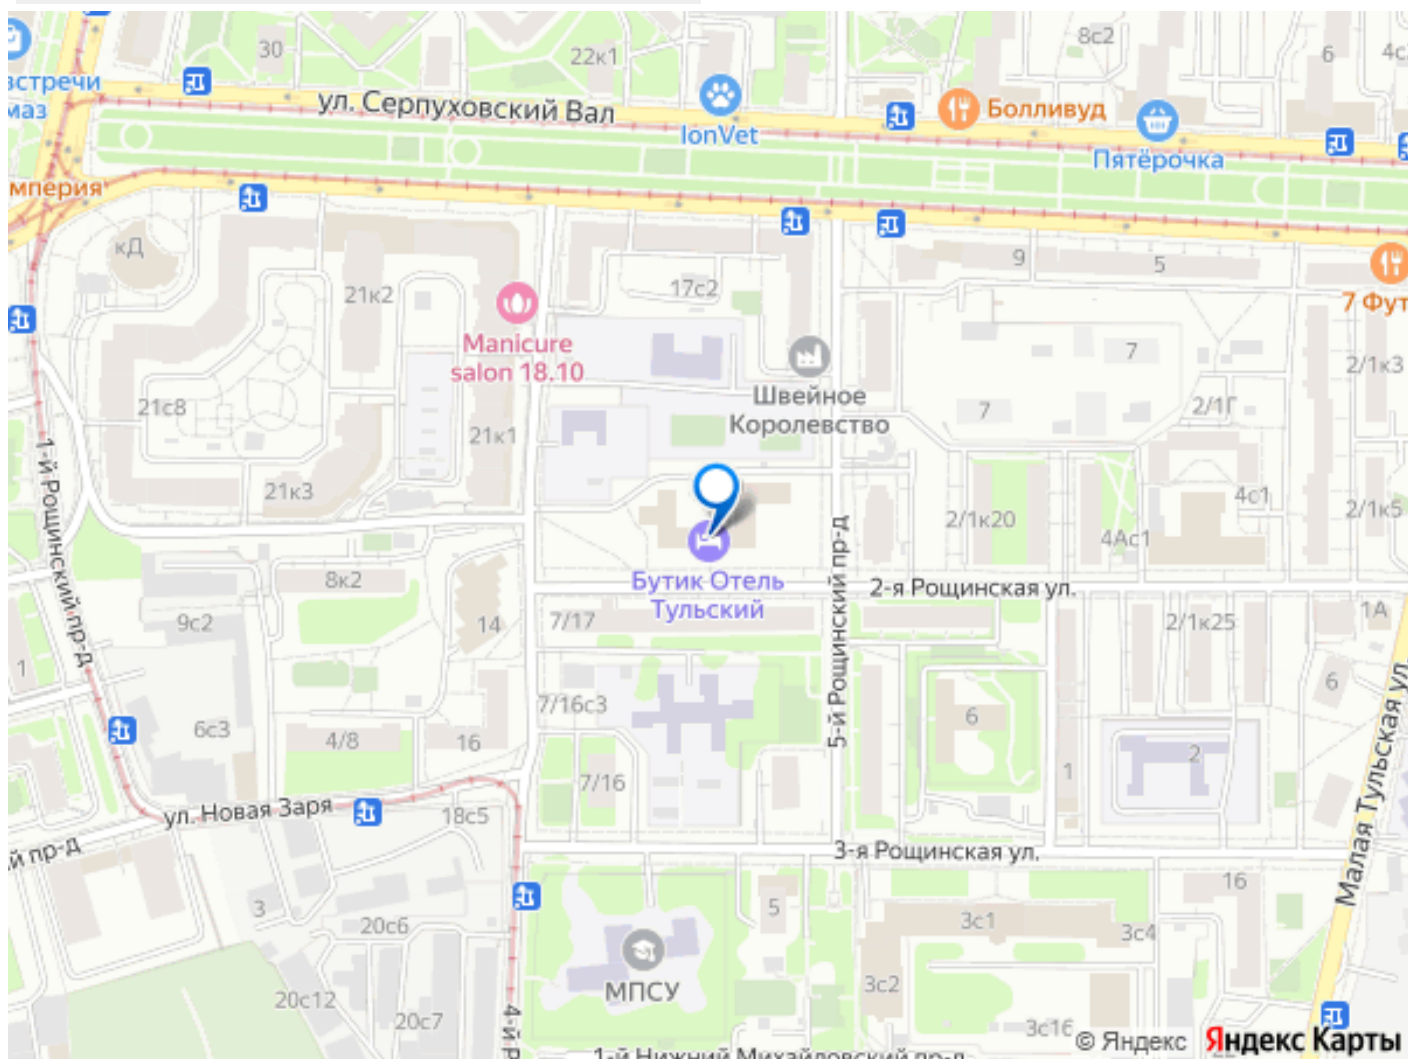 30
22к1
8с2
6
4с
встречи
маз
ул. Серпуховский Вал
IonVet
Болливуд
Пятёрочка
мперия
кД
21к2
17с2
9
5
7 Фут
Manicure
salon 18.10
Швейное
Королевство
7
7
2/1к3
2/1Г
21с8
21к1
21к3
1-й Рощинский пр-д
2/1к20
4с1
4Ас1
2/1к5
Бутик Отель
Тульский
5-й Рощинский пр-д
2-я Рощинская ул.
8к2
9с2
14
7/17
2/1к25
1А
1
6
7/16с3
6с3
4/8
16
6
2
1
7/16
ул. Новая Заря
18с5
й пр-д
3-я Рощинская ул.
Малая Тульская ул.
16
3
20с6
5
3с1
3с4
МПСУ
3с2
20с12
20с7
4-й Р
3с16
1-й Нижний Михайловский пр-д
© Яндекс
Яндекс Карты